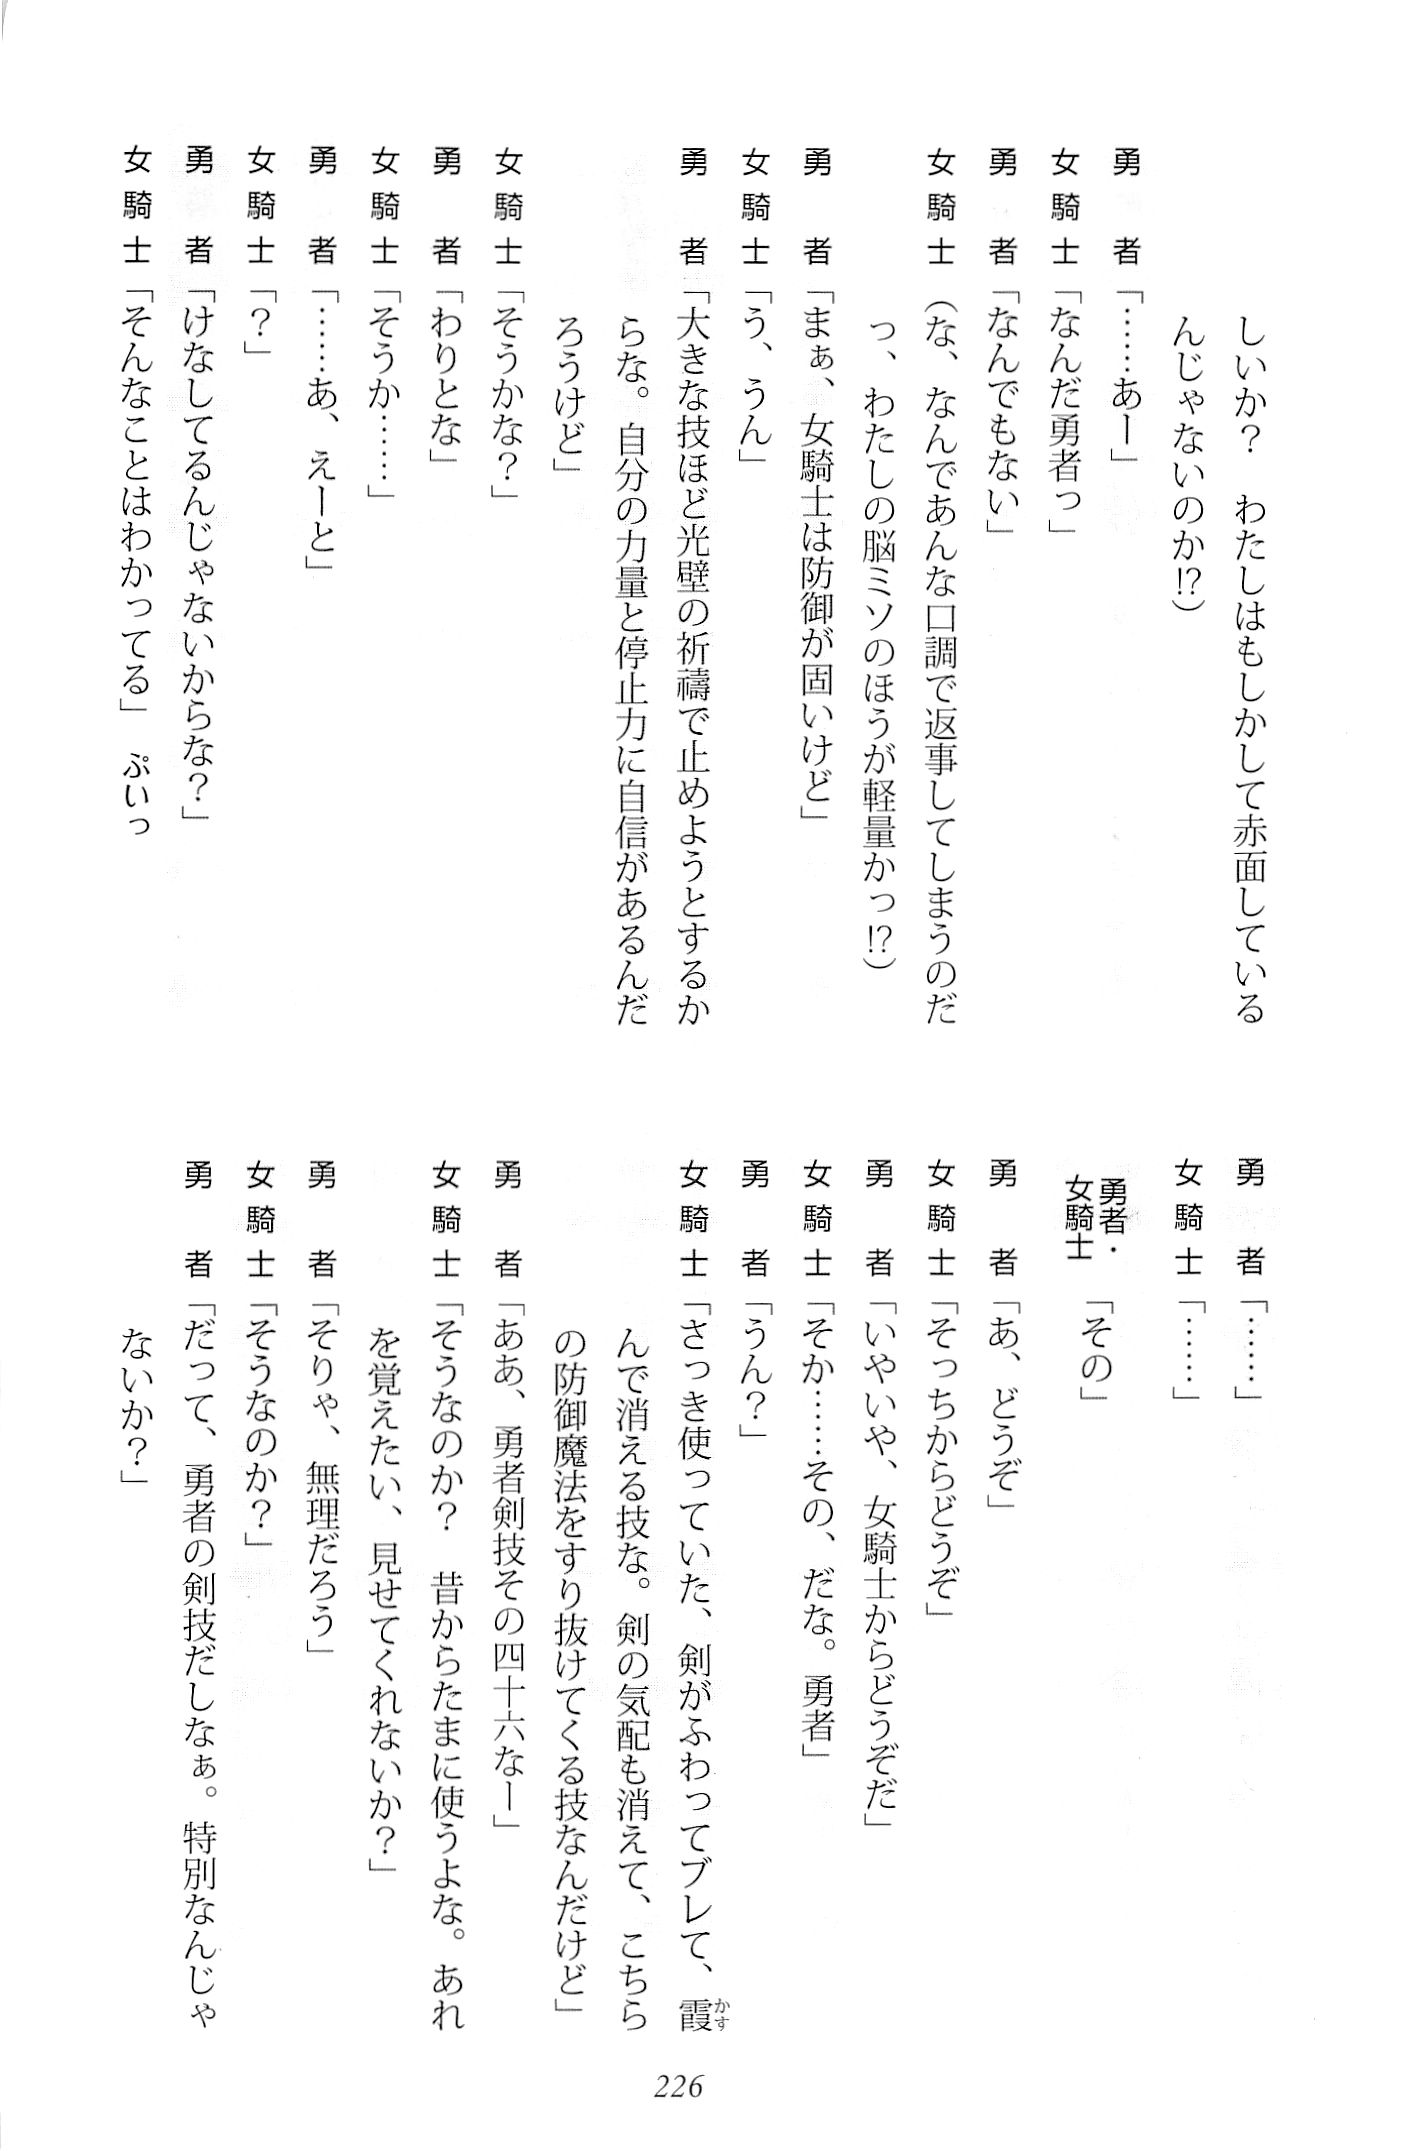 しいか？　わたしはもしかして赤面している
んじゃないのか!?）
勇　者「……あー」
女騎士「なんだ勇者っ」
勇　者「なんでもない」
女騎士（な、なんであんな口調で返事してしまうのだ
っ、わたしの脳ミソのほうが軽量かっ!?）
勇　者「まぁ、女騎士は防御が固いけど」
女騎士「う、うん」
勇　者「大きな技ほど光壁の祈禱で止めようとするか
らな。自分の力量と停止力に自信があるんだ
ろうけど」
女騎士「そうかな？」
勇　者「わりとな」
女騎士「そうか……」
勇　者「……あ、えーと」
女騎士「？」
勇　者「けなしてるんじゃないからな？」
女騎士「そんなことはわかってる」　ぷいっ
勇　者「……」
女騎士「……」
勇者・女騎士「その」
勇　者「あ、どうぞ」
女騎士「そっちからどうぞ」
勇　者「いやいや、女騎士からどうぞだ」
女騎士「そか……その、だな。勇者」
勇　者「うん？」
女騎士「さっき使っていた、剣がふわってブレて、霞かす
んで消える技な。剣の気配も消えて、こちら
の防御魔法をすり抜けてくる技なんだけど」
勇　者「ああ、勇者剣技その四十六なー」
女騎士「そうなのか？　昔からたまに使うよな。あれ
を覚えたい、見せてくれないか？」
勇　者「そりゃ、無理だろう」
女騎士「そうなのか？」
勇　者「だって、勇者の剣技だしなぁ。特別なんじゃ
ないか？」
226